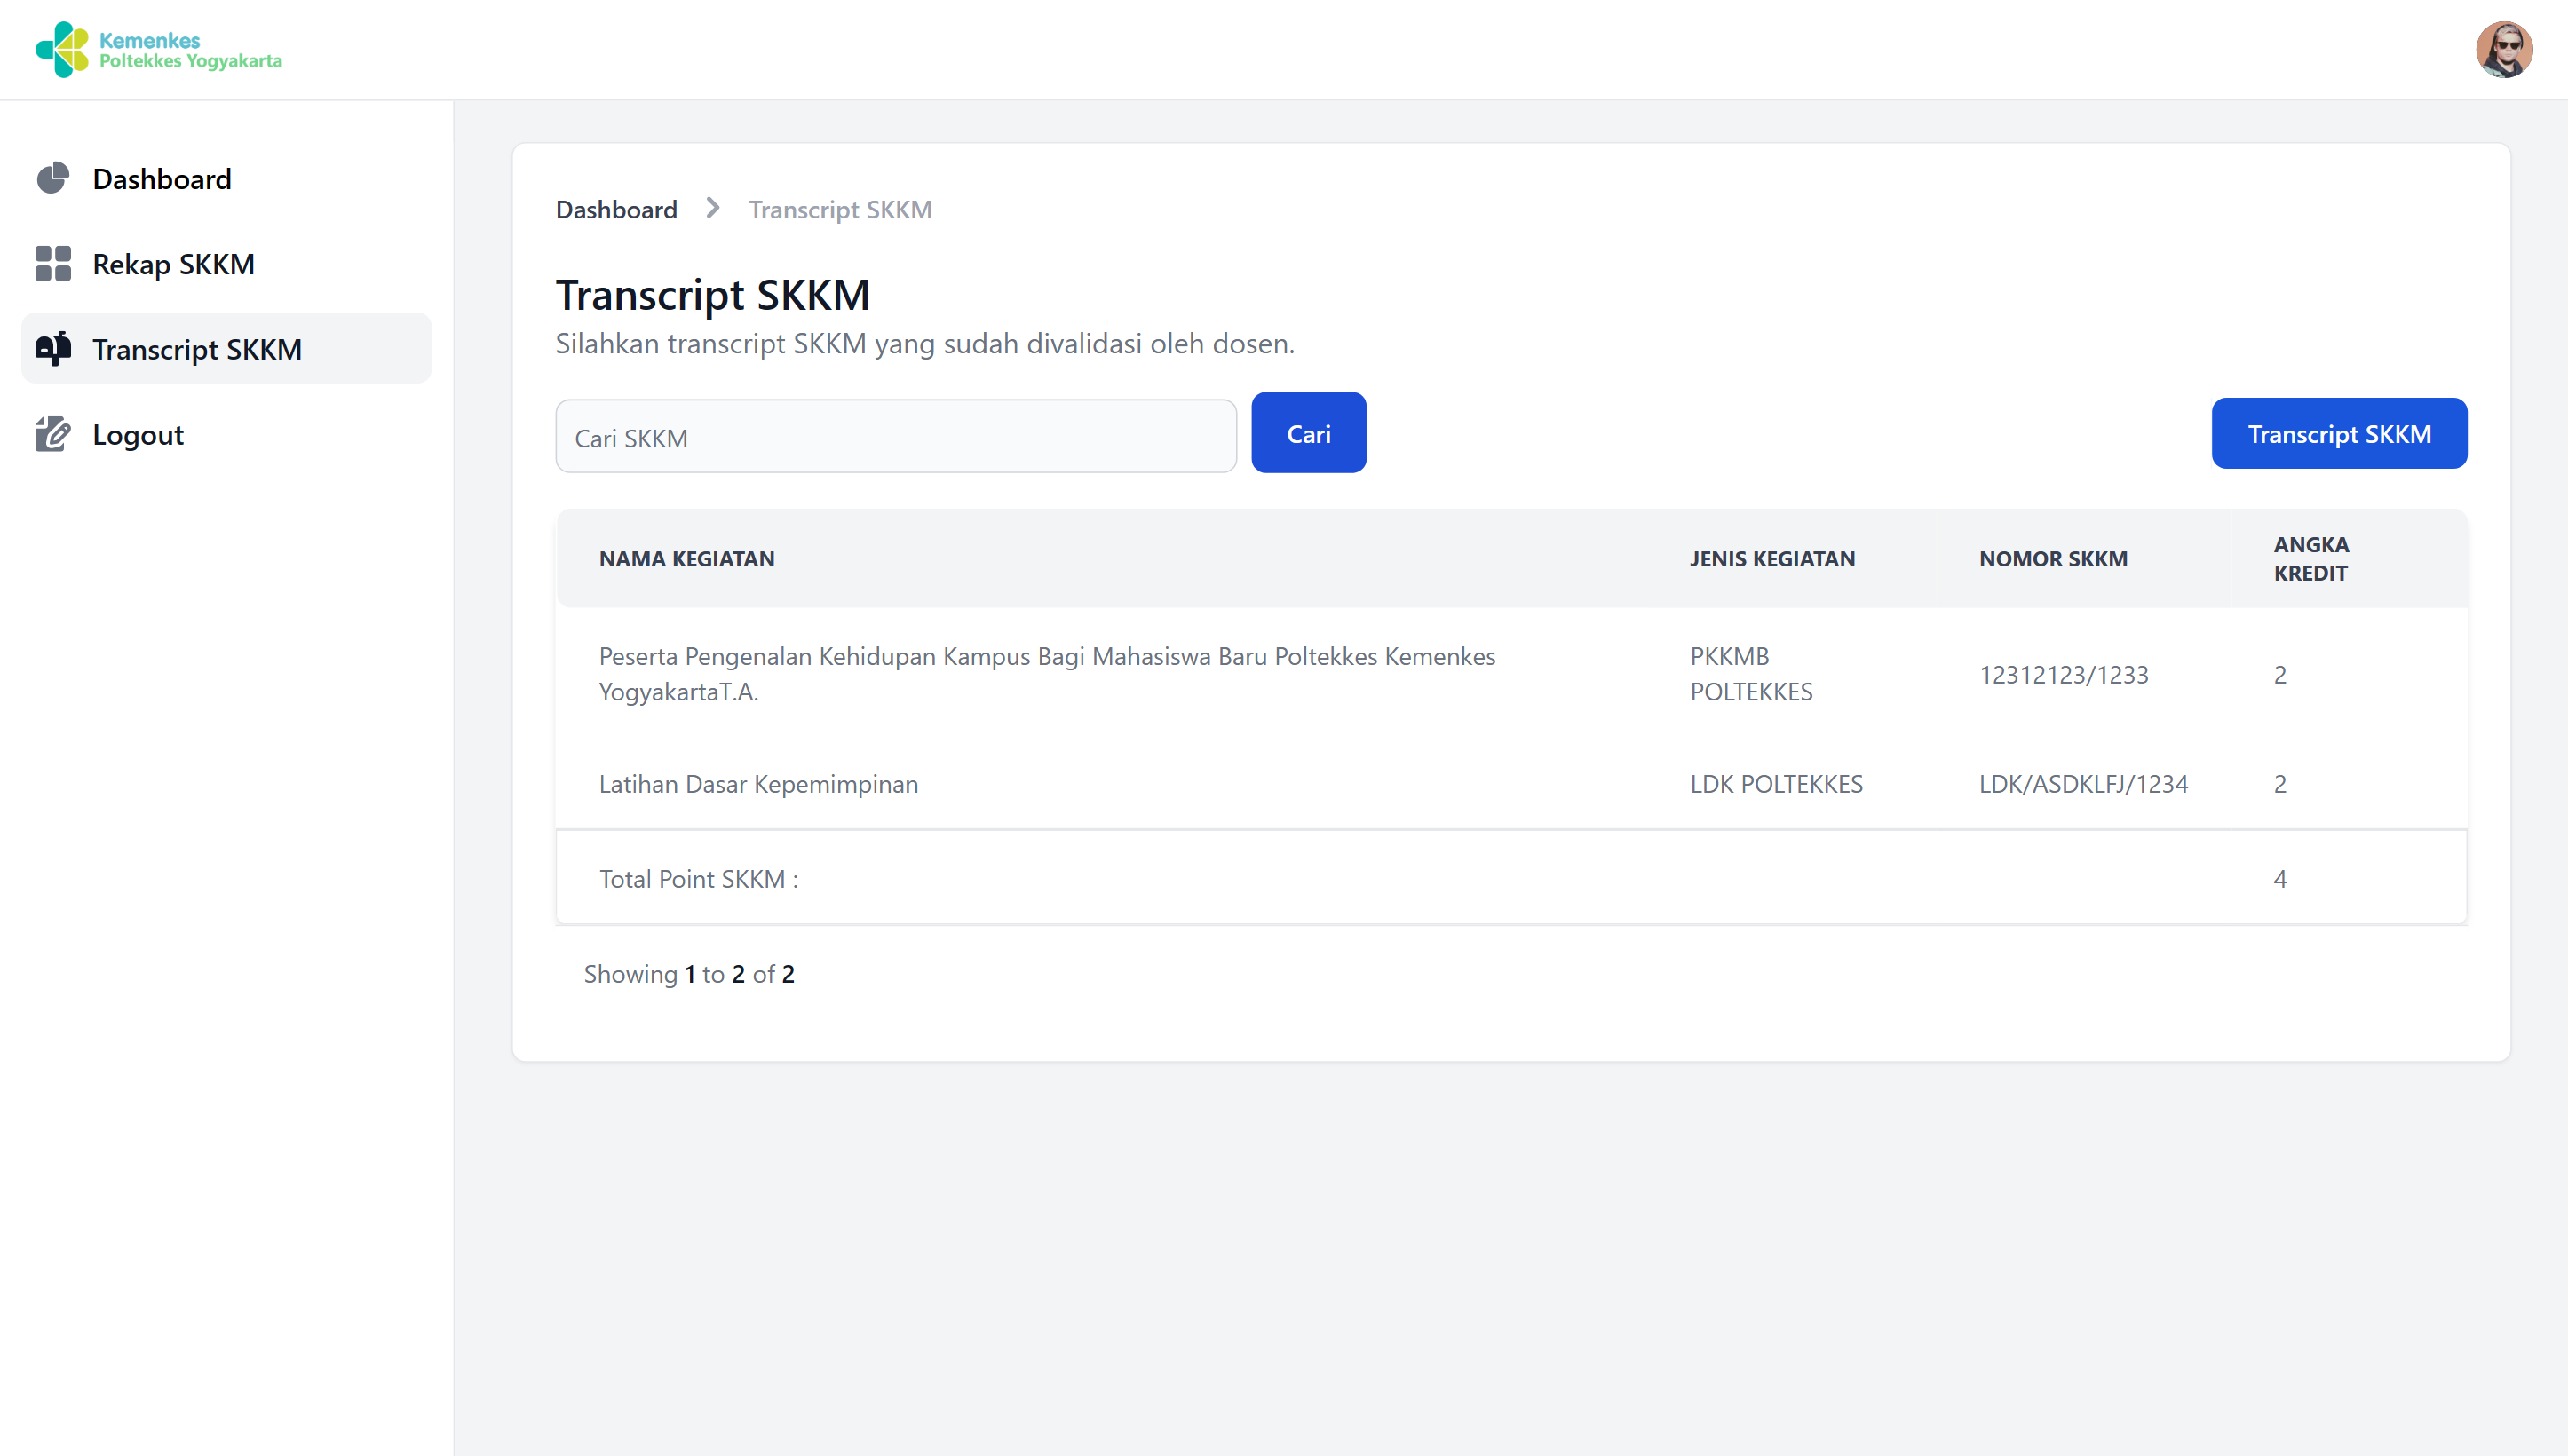 Kemenkes
Poltekkes Yogyakarta
Dashboard
Rekap SKKM
Transcript SKKM
Logout
Dashboard
Transcript SKKM
Transcript SKKM
Silahkan transcript SKKM yang sudah divalidasi oleh dosen.
Cari SKKM
Cari
Transcript SKKM
NAMA KEGIATAN
JENIS KEGIATAN
NOMOR SKKM
ANGKA
KREDIT
Peserta Pengenalan Kehidupan Kampus Bagi Mahasiswa Baru Poltekkes Kemenkes
YogyakartaT.A.
PKKMB
POLTEKKES
12312123/1233
2
Latihan Dasar Kepemimpinan
LDK POLTEKKES
LDK/ASDKLFJ/1234
2
Total Point SKKM :
4
Showing 1 to 2 of 2